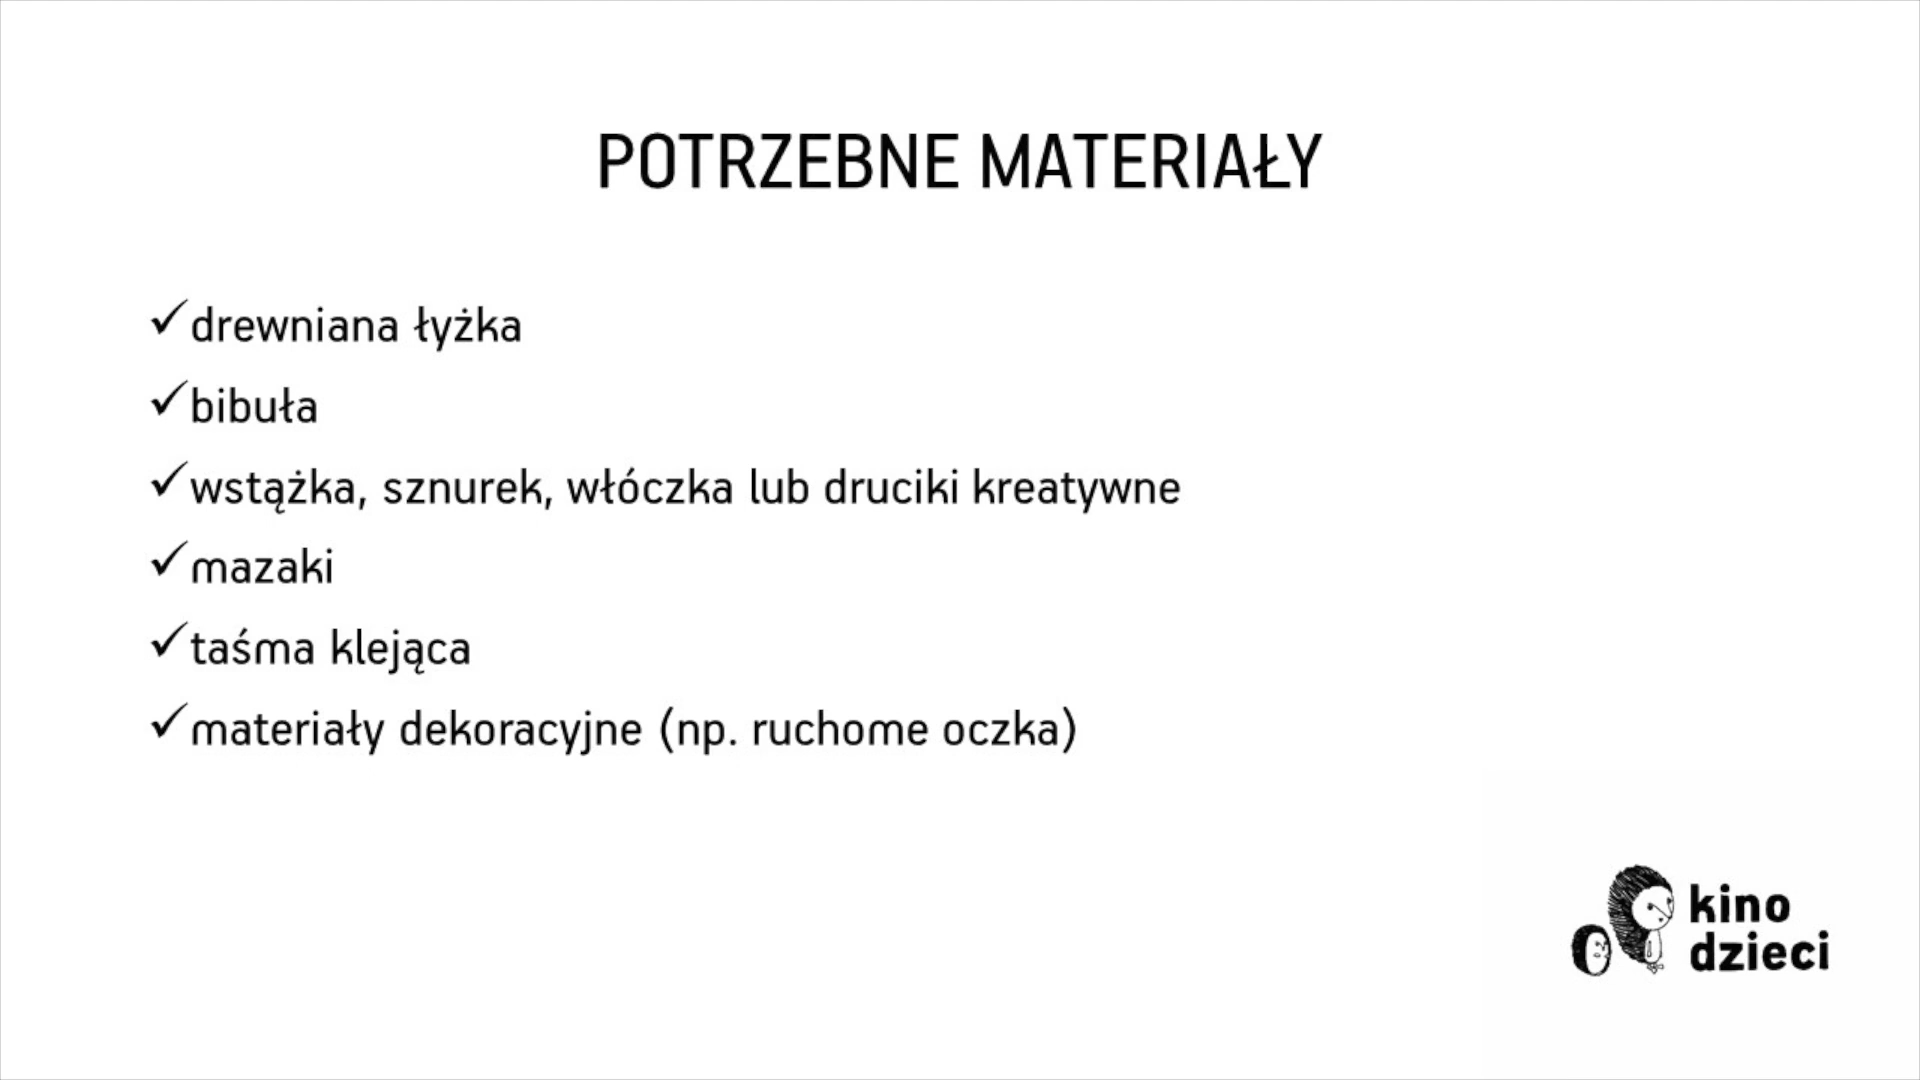 POTRZEBNE MATERIAŁY
✓drewniana łyżka
✓bibuła
✓wstążka, sznurek, włóczka lub druciki kreatywne
✓mazaki
✓taśma klejąca
✓materiały dekoracyjne (np. ruchome oczka)
kino
dzieci